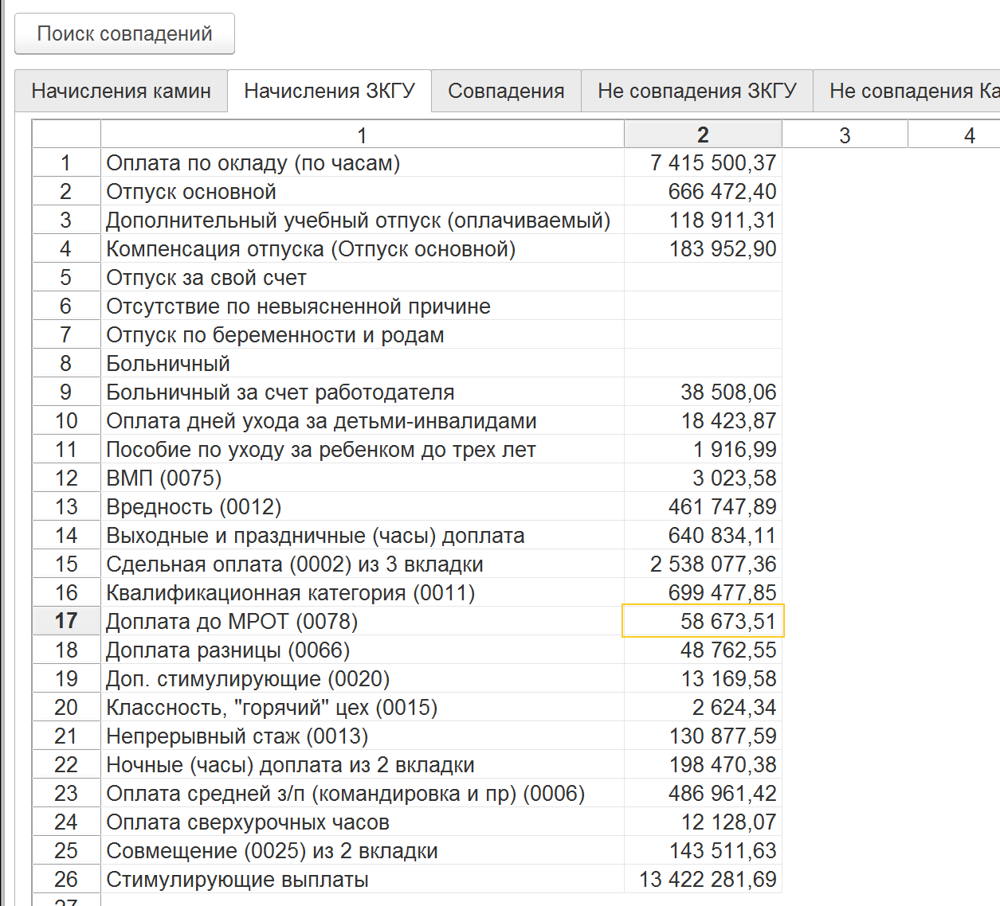 Поиск совпадений
Начисления камин Начисления ЗКГУ Совпадения Не совпадения ЗКГУ Не совпадения Ка
1 2 3 4
1 Оплата по окладу (по часам) 7 415 500,37
2 Отпуск основной 666 472,40
3 Дополнительный учебный отпуск (оплачиваемый) 118 911,31
4 Компенсация отпуска (Отпуск основной) 183 952,90
5 Отпуск за свой счет
6 Отсутствие по невыясненной причине
7 Отпуск по беременности и родам
8 Больничный
9 Больничный за счет работодателя 38 508,06
10 Оплата дней ухода за детьми-инвалидами 18 423,87
11 Пособие по уходу за ребенком до трех лет 1 916,99
12 ВМП (0075) 3 023,58
13 Вредность (0012) 461 747,89
14 Выходные и праздничные (часы) доплата 640 834,11
15 Сдельная оплата (0002) из 3 вкладки 2 538 077,36
16 Квалификационная категория (0011) 699 477,85
17 Доплата до МРОТ (0078) 58 673,51
18 Доплата разницы (0066) 48 762,55
19 Доп. стимулирующие (0020) 13 169,58
20 Классность, "горячий" цех (0015) 2 624,34
21 Непрерывный стаж (0013) 130 877,59
22 Ночные (часы) доплата из 2 вкладки 198 470,38
23 Оплата средней з/п (командировка и пр) (0006) 486 961,42
24 Оплата сверхурочных часов 12 128,07
25 Совмещение (0025) из 2 вкладки 143 511,63
26 Стимулирующие выплаты 13 422 281,69
27